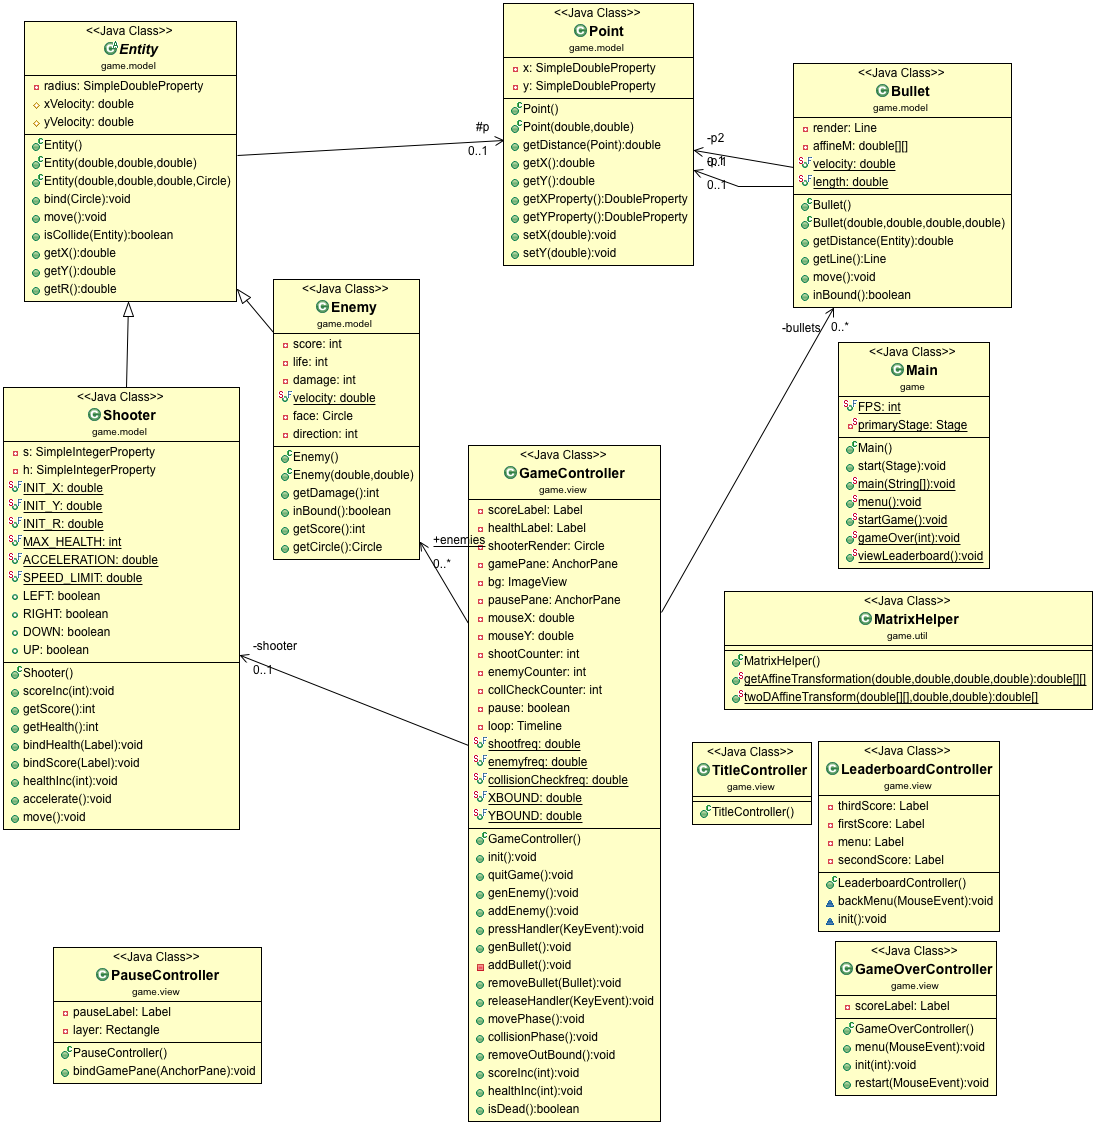 <<Java Class>>
Entity
game.model
radius: SimpleDoubleProperty
xVelocity: double
yVelocity: double
Entity()
Entity(double,double,double)
Entity(double,double,double,Circle)
bind(Circle):void
move():void
isCollide(Entity):boolean
getX():double
getY():double
getR():double
#p
0..1
<<Java Class>>
Point
game.model
x: SimpleDoubleProperty
y: SimpleDoubleProperty
Point()
Point(double,double)
getDistance(Point):double
getX():double
getY():double
getXProperty():DoubleProperty
getYProperty():DoubleProperty
setX(double):void
setY(double):void
-p2
0..1
-p1
0..1
<<Java Class>>
Bullet
game.model
render: Line
affineM: double[][]
velocity: double
length: double
Bullet()
Bullet(double,double,double,double)
getDistance(Entity):double
getLine():Line
move():void
inBound():boolean
-bullets
0..*
<<Java Class>>
Enemy
game.model
score: int
life: int
damage: int
velocity: double
face: Circle
direction: int
Enemy()
Enemy(double,double)
getDamage():int
inBound():boolean
getScore():int
getCircle():Circle
+enemies
0..*
<<Java Class>>
Main
game
FPS: int
primaryStage: Stage
Main()
start(Stage):void
main(String[]):void
menu():void
startGame():void
gameOver(int):void
viewLeaderboard():void
<<Java Class>>
Shooter
game.model
s: SimpleIntegerProperty
h: SimpleIntegerProperty
INIT_X: double
INIT_Y: double
INIT_R: double
MAX_HEALTH: int
ACCELERATION: double
SPEED_LIMIT: double
LEFT: boolean
RIGHT: boolean
DOWN: boolean
UP: boolean
Shooter()
scoreInc(int):void
getScore():int
getHealth():int
bindHealth(Label):void
bindScore(Label):void
healthInc(int):void
accelerate():void
move():void
-shooter
0..1
<<Java Class>>
GameController
game.view
scoreLabel: Label
healthLabel: Label
shooterRender: Circle
gamePane: AnchorPane
bg: ImageView
pausePane: AnchorPane
mouseX: double
mouseY: double
shootCounter: int
enemyCounter: int
collCheckCounter: int
pause: boolean
loop: Timeline
shootfreq: double
enemyfreq: double
collisionCheckfreq: double
XBOUND: double
YBOUND: double
GameController()
init():void
quitGame():void
genEnemy():void
addEnemy():void
pressHandler(KeyEvent):void
genBullet():void
addBullet():void
removeBullet(Bullet):void
releaseHandler(KeyEvent):void
movePhase():void
collisionPhase():void
removeOutBound():void
scoreInc(int):void
healthInc(int):void
isDead():boolean
<<Java Class>>
MatrixHelper
game.util
MatrixHelper()
getAffineTransformation(double,double,double,double):double[][]
twoDAffineTransform(double[][],double,double):double[]
<<Java Class>>
TitleController
game.view
TitleController()
<<Java Class>>
LeaderboardController
game.view
thirdScore: Label
firstScore: Label
menu: Label
secondScore: Label
LeaderboardController()
backMenu(MouseEvent):void
init():void
<<Java Class>>
PauseController
game.view
pauseLabel: Label
layer: Rectangle
PauseController()
bindGamePane(AnchorPane):void
<<Java Class>>
GameOverController
game.view
scoreLabel: Label
GameOverController()
menu(MouseEvent):void
init(int):void
restart(MouseEvent):void